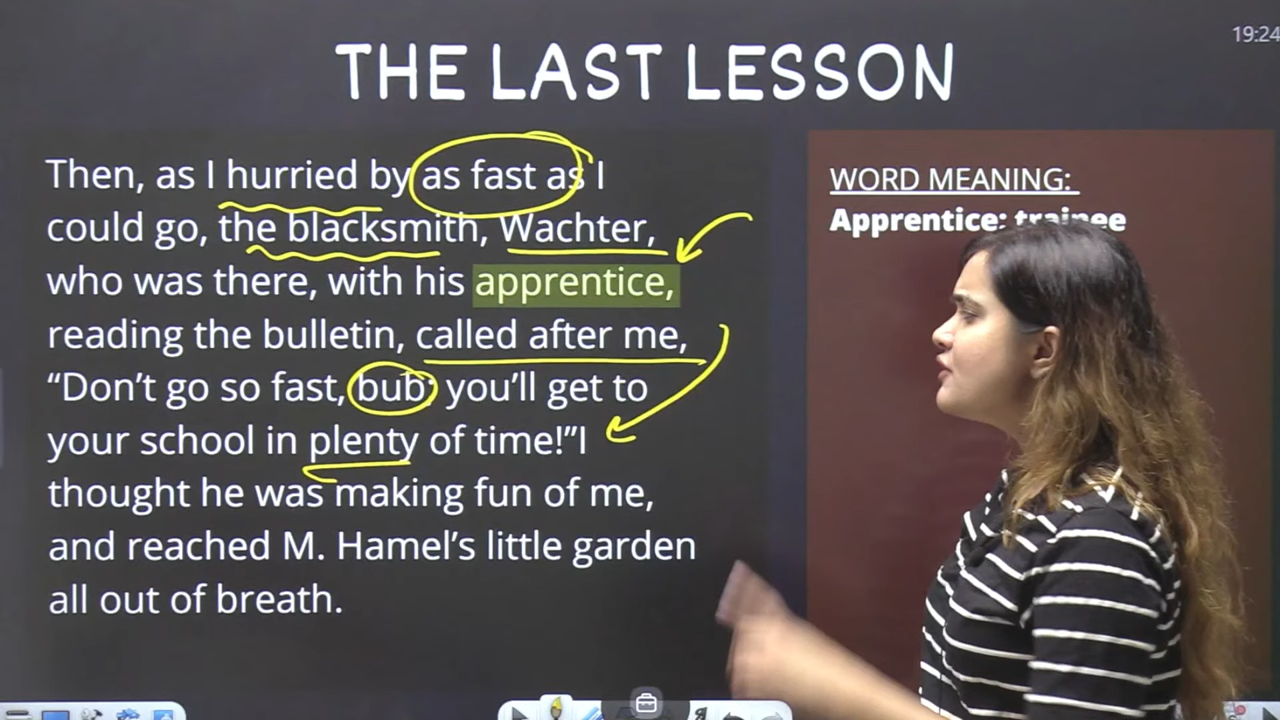 THE LAST LESSON
19:24
Then, as I hurried by as fast as I
could go, the blacksmith, Wachter,
who was there, with his apprentice,
reading the bulletin, called after me,
“Don’t go so fast, bub; you’ll get to
your school in plenty of time!”I
thought he was making fun of me,
and reached M. Hamel’s little garden
all out of breath.
WORD MEANING:
Apprentice: trainee